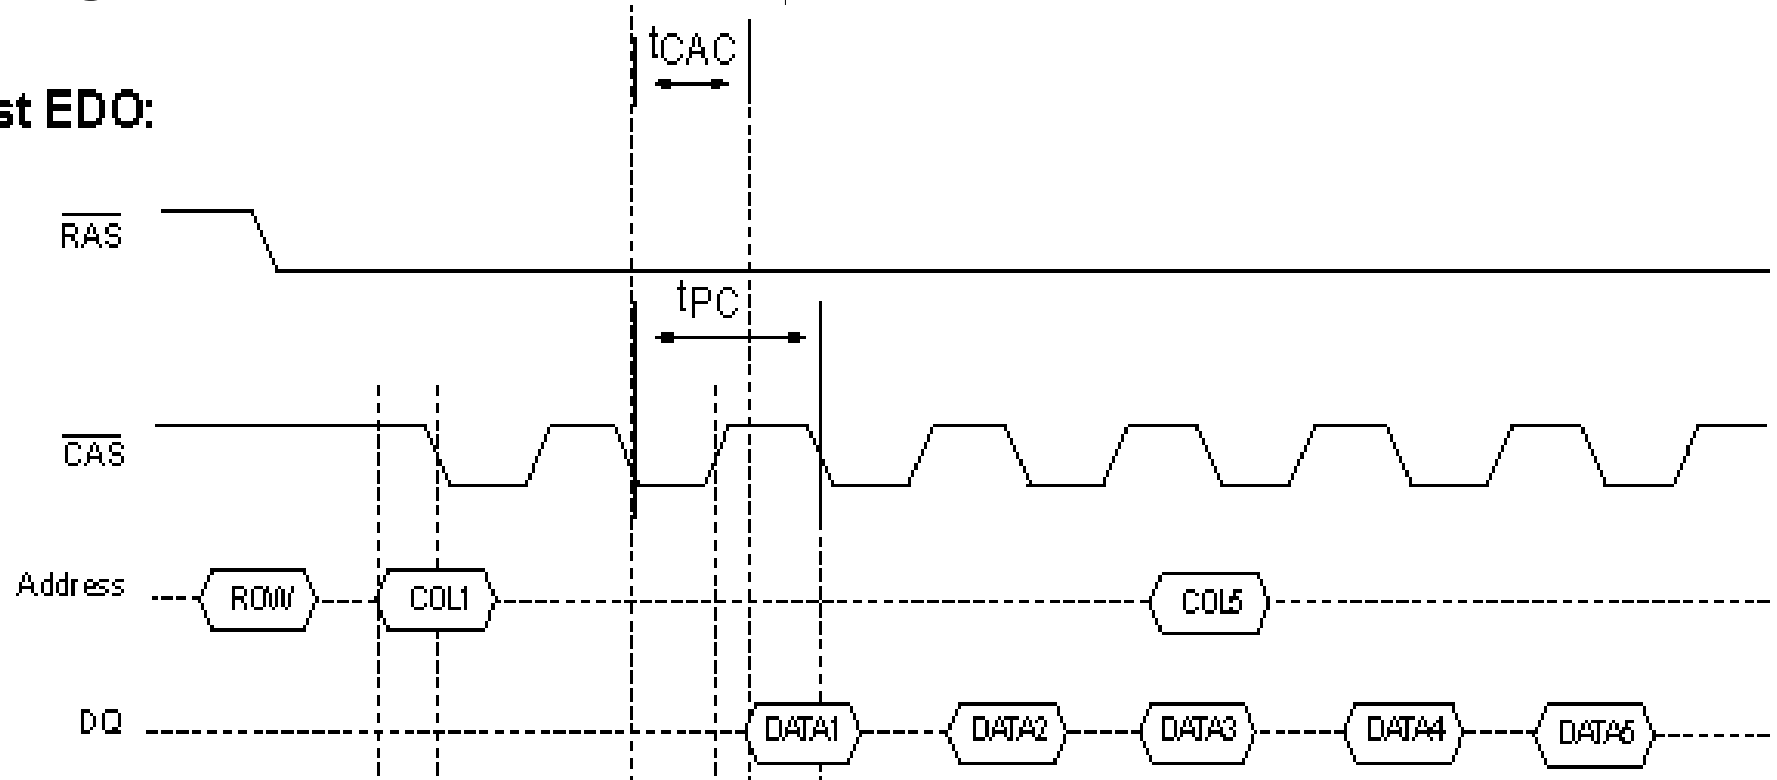 tCAC
st EDO:
RAS
tPC
CAS
Address
ROW
COL1
COL5
DQ
DATA1
DATA2
DATA3
DATA4
DATA5